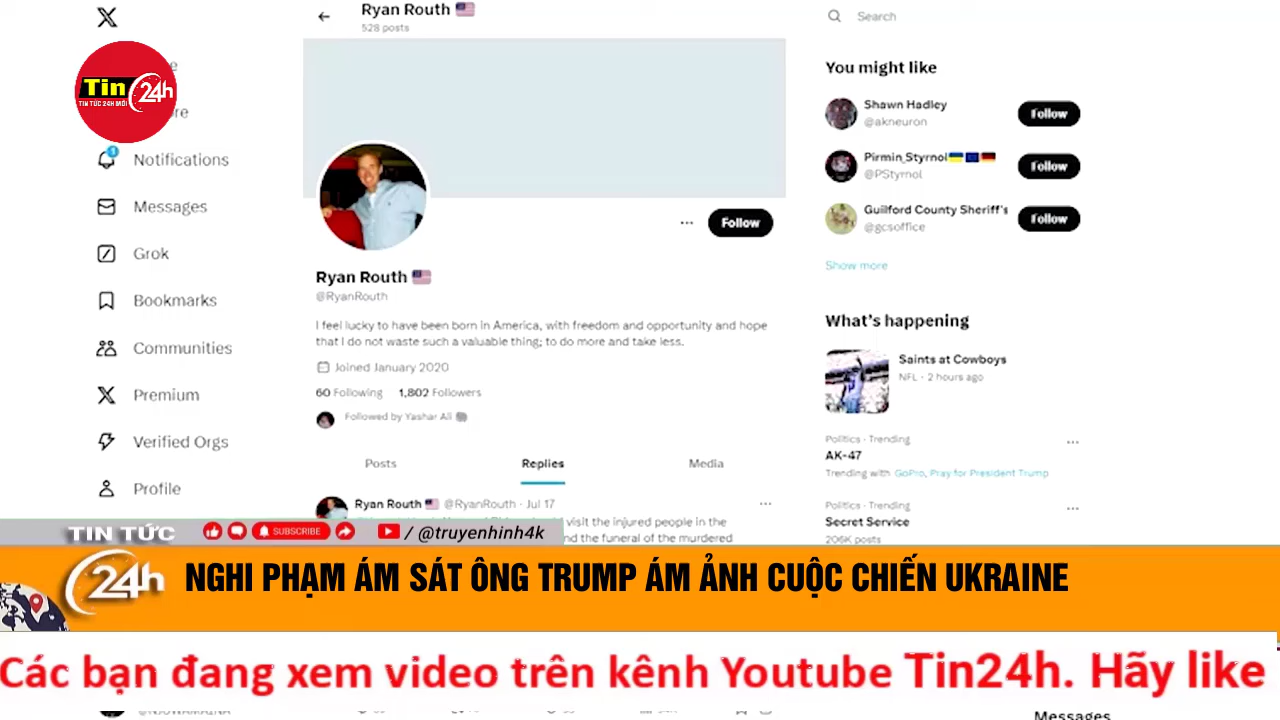 Ryan Routh
528 posts
Search
Tin 24h
TIN TỨC 24H MỚI
Notifications
Messages
Grok
Bookmarks
Communities
Premium
Verified Orgs
Profile
Follow
Ryan Routh
@RyanRouth
I feel lucky to have been born in America, with freedom and opportunity and hope
that I do not waste such a valuable thing; to do more and take less.
Joined January 2020
60 Following 1,802 Followers
Followed by Yashar Ali
Posts Replies Media
Ryan Routh @RyanRouth · Jul 17
visit the injured people in the
nd the funeral of the murdered
You might like
Shawn Hadley
@akneuron
Follow
Pirmin_Styrnol
@PStyrnol
Follow
Guilford County Sheriff's
@gcsoffice
Follow
Show more
What's happening
Saints at Cowboys
NFL · 2 hours ago
Politics · Trending
AK-47
Trending with GoPro, Pray for President Trump
Politics · Trending
Secret Service
206K posts
TIN TỨC
24h
SUBSCRIBE
/ @truyenhinh4k
NGHI PHẠM ÁM SÁT ÔNG TRUMP ÁM ẢNH CUỘC CHIẾN UKRAINE
Các bạn đang xem video trên kênh Youtube Tin24h. Hãy like
Messages